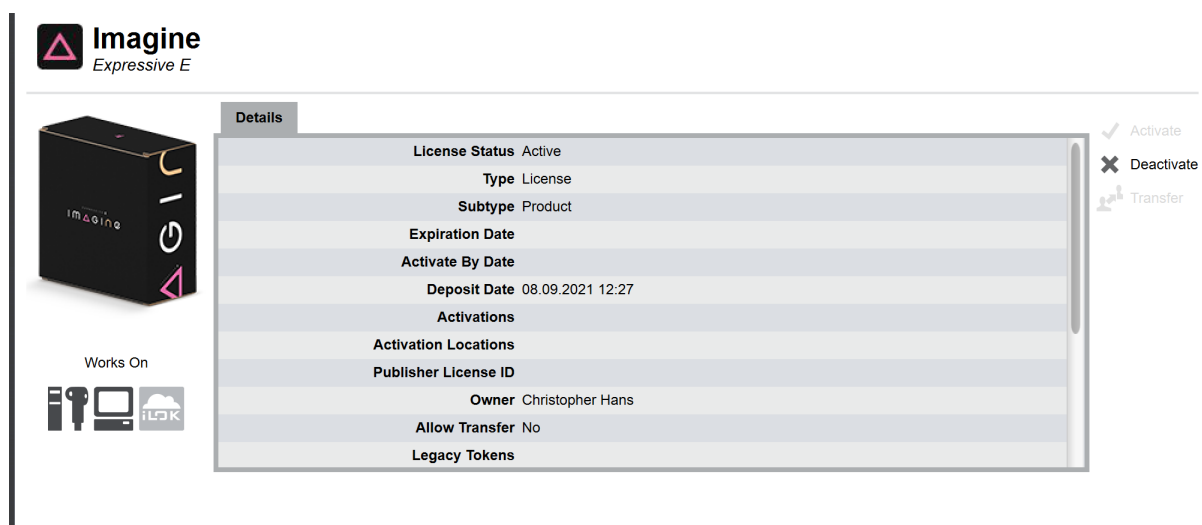 Imagine
Expressive E
Details
License Status Active
Type License
Subtype Product
Expiration Date
Activate By Date
Deposit Date 08.09.2021 12:27
Activations
Activation Locations
Publisher License ID
Owner Christopher Hans
Allow Transfer No
Legacy Tokens
Activate
Deactivate
Transfer
IMAGINE
Works On
iLOK